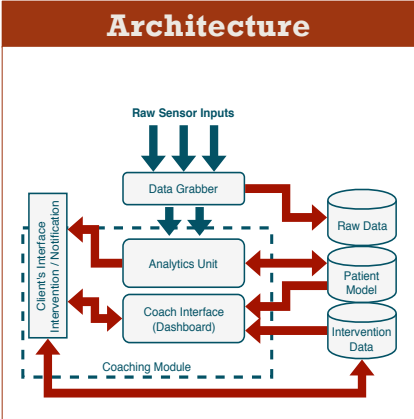 Architecture
Raw Sensor Inputs
Data Grabber
Raw Data
Client's Interface
Intervention / Notification
Analytics Unit
Patient
Model
Coach Interface
(Dashboard)
Intervention
Data
Coaching Module